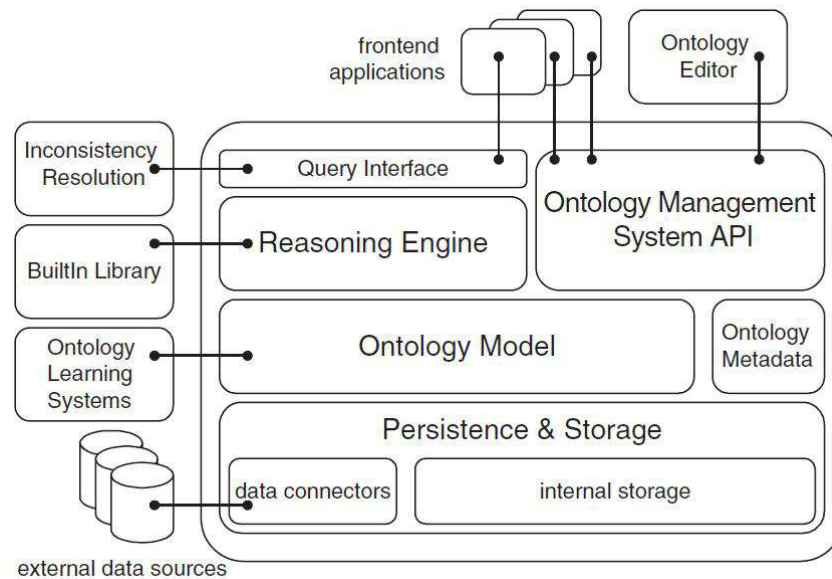 frontend
applications
Ontology
Editor
Inconsistency
Resolution
Query Interface
Ontology Management
System API
Reasoning Engine
BuiltIn Library
Ontology Model
Ontology
Metadata
Ontology
Learning
Systems
Persistence & Storage
data connectors
internal storage
external data sources